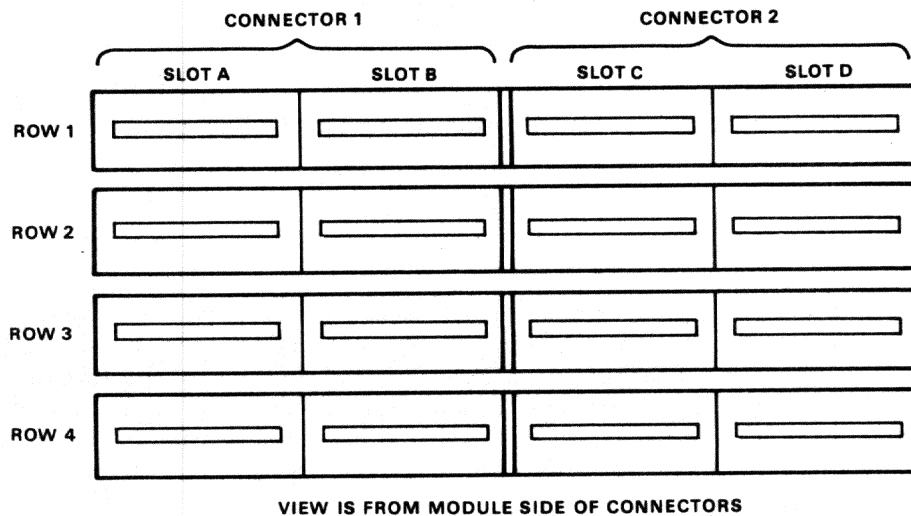 CONNECTOR 1 CONNECTOR 2
SLOT A SLOT B SLOT C SLOT D
ROW 1
ROW 2
ROW 3
ROW 4
VIEW IS FROM MODULE SIDE OF CONNECTORS